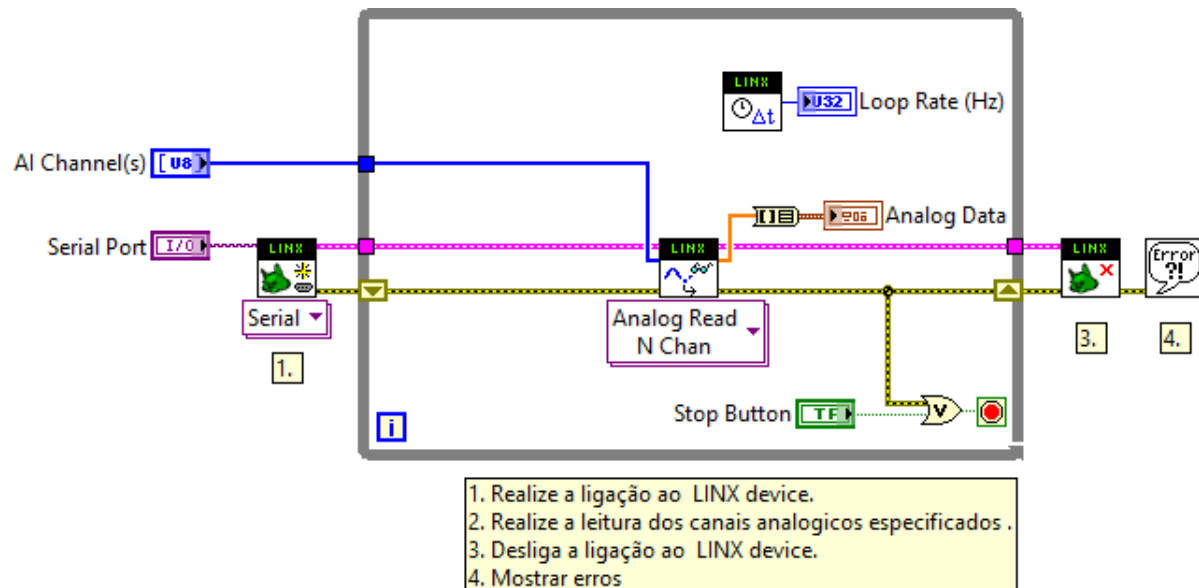 LINX
Δt
U32
Loop Rate (Hz)
AI Channel(s)
[U8]
Analog Data
Serial Port
I/O
LINX
LINX
LINX
Error
?!
Serial
Analog Read
N Chan
1.
3.
4.
Stop Button
TF
V
i
1. Realize a ligação ao LINX device.
2. Realize a leitura dos canais analogicos especificados .
3. Desliga a ligação ao LINX device.
4. Mostrar erros